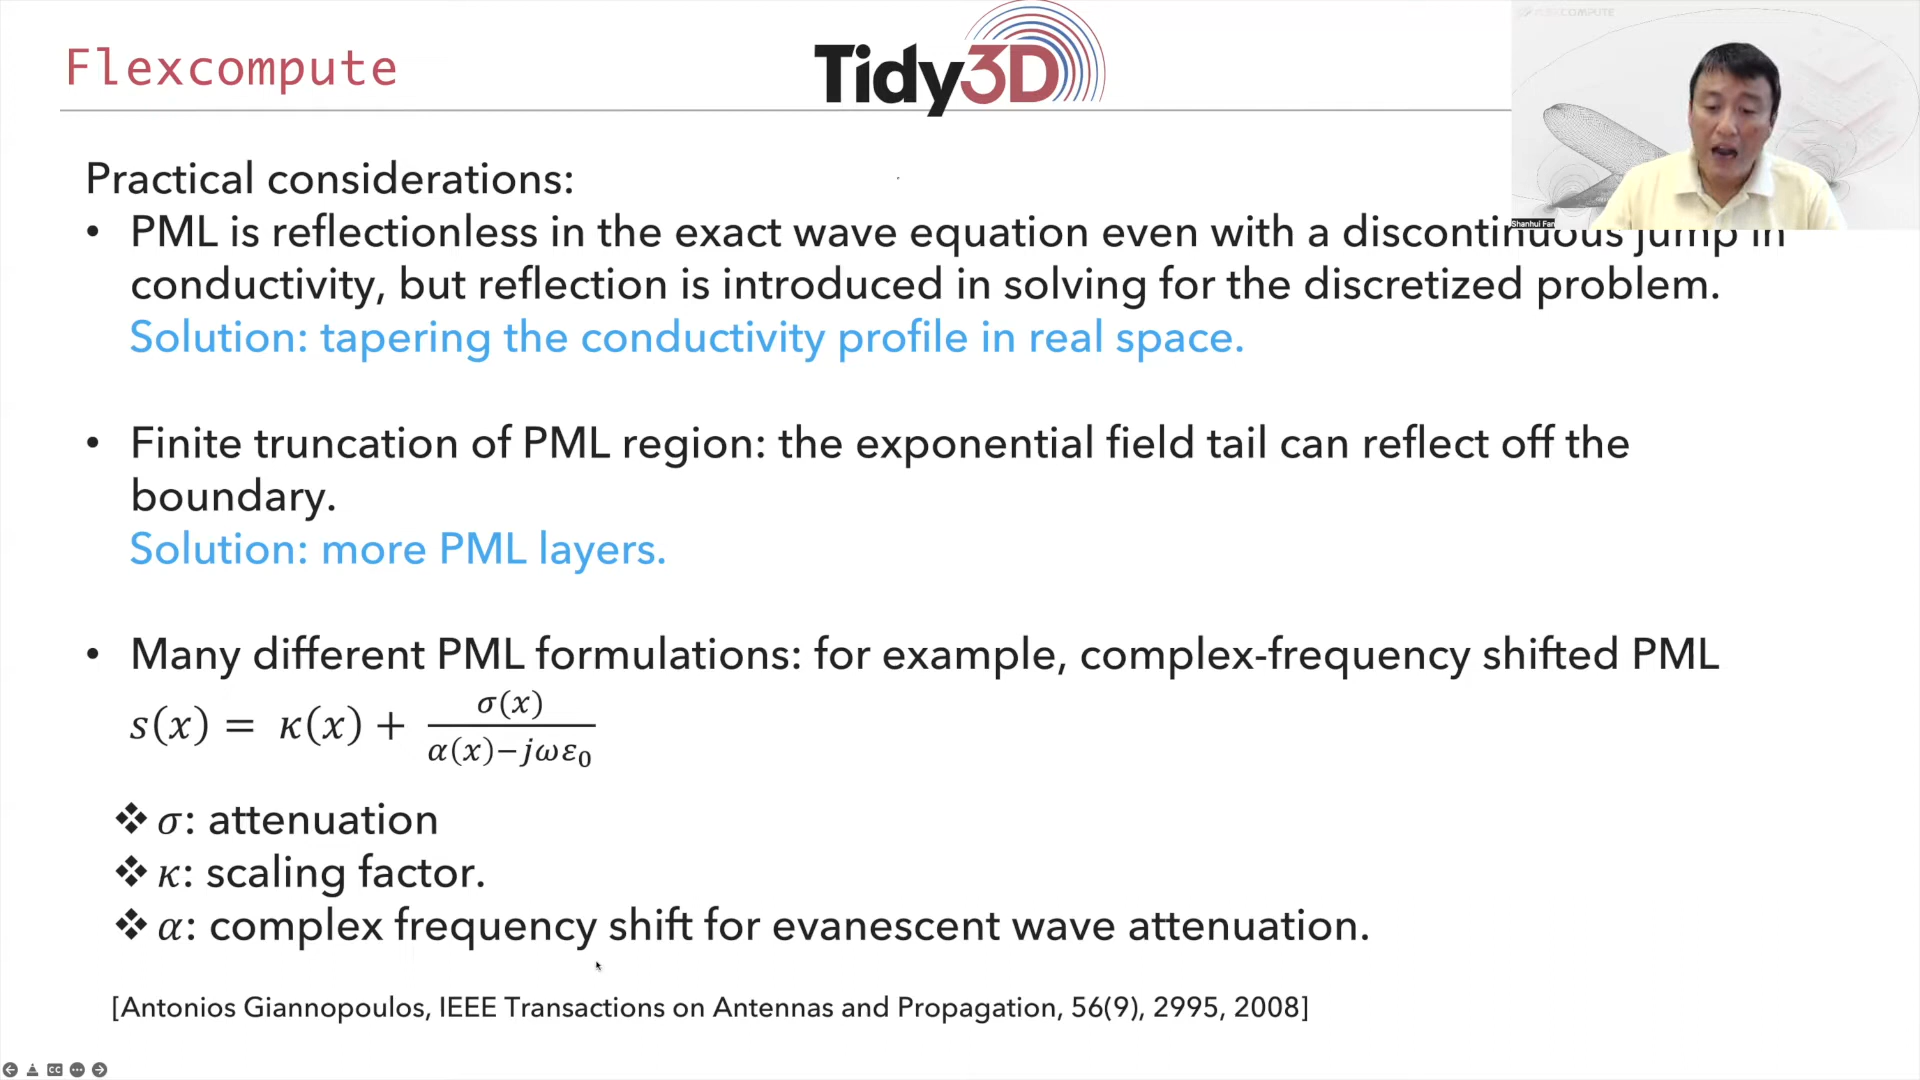 Flexcompute
Tidy3D
FLEXCOMPUTE
Shanhui Fan
Practical considerations:
• PML is reflectionless in the exact wave equation even with a discontinuous jump in
conductivity, but reflection is introduced in solving for the discretized problem.
Solution: tapering the conductivity profile in real space.
• Finite truncation of PML region: the exponential field tail can reflect off the
boundary.
Solution: more PML layers.
• Many different PML formulations: for example, complex-frequency shifted PML
s(x) = κ(x) + σ(x)/(α(x)−jωε₀)
❖ σ: attenuation
❖ κ: scaling factor.
❖ α: complex frequency shift for evanescent wave attenuation.
[Antonios Giannopoulos, IEEE Transactions on Antennas and Propagation, 56(9), 2995, 2008]
CC